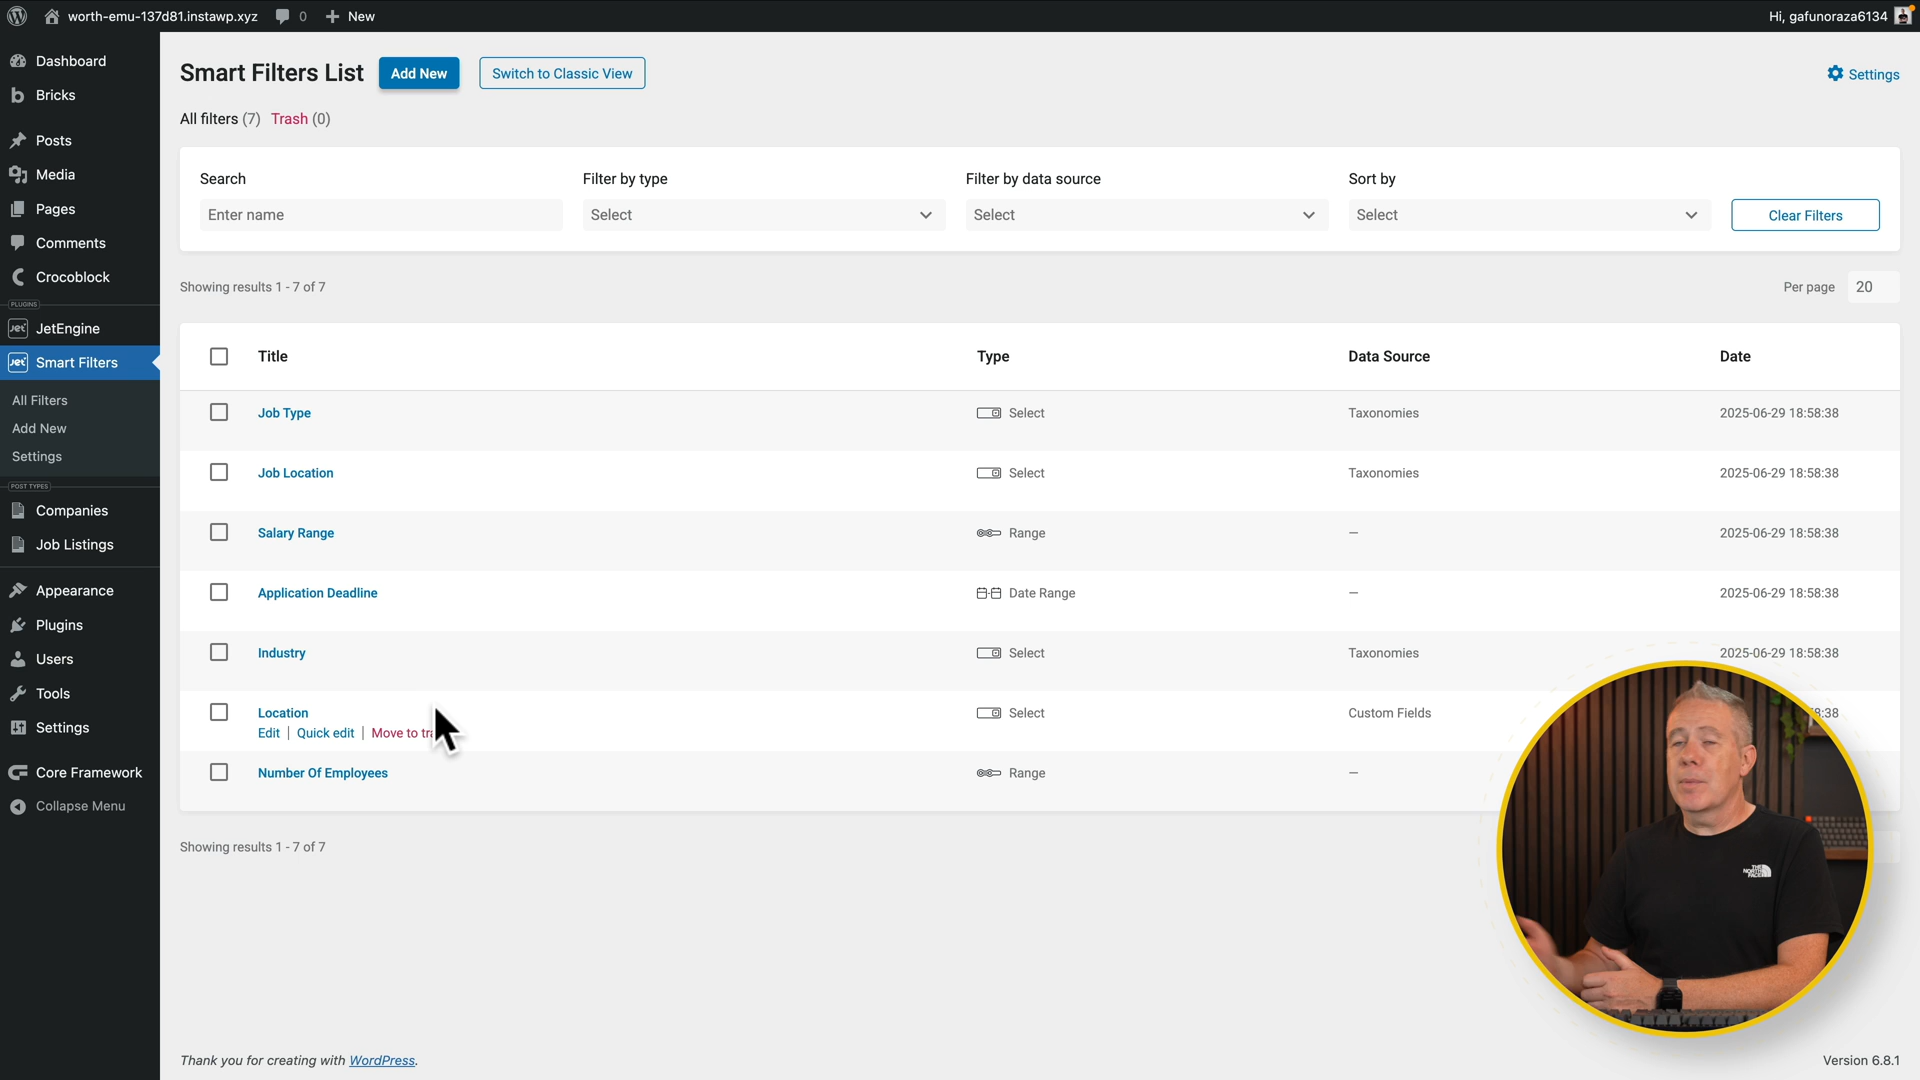 worth-emu-137d81.instawp.xyz 0 New Hi, gafunoraza6134
Dashboard
Bricks
Posts
Media
Pages
Comments
Crocoblock
PLUGINS
JetEngine
Smart Filters
All Filters
Add New
Settings
POST TYPES
Companies
Job Listings
Appearance
Plugins
Users
Tools
Settings
Core Framework
Collapse Menu
Smart Filters List Add New Switch to Classic View Settings
All filters (7) Trash (0)
Search Filter by type Filter by data source Sort by
Enter name Select Select Select Clear Filters
Showing results 1 - 7 of 7 Per page 20
Title Type Data Source Date
Job Type Select Taxonomies 2025-06-29 18:58:38
Job Location Select Taxonomies 2025-06-29 18:58:38
Salary Range Range – 2025-06-29 18:58:38
Application Deadline Date Range – 2025-06-29 18:58:38
Industry Select Taxonomies 2025-06-29 18:58:38
Location Select Custom Fields
Edit | Quick edit | Move to
Number Of Employees Range –
Showing results 1 - 7 of 7
THE NORTH FACE
Thank you for creating with WordPress. Version 6.8.1